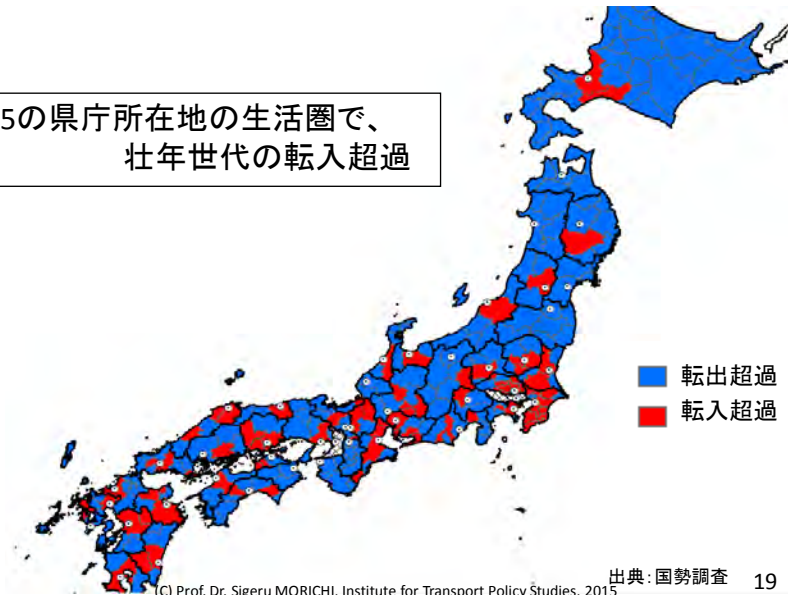 5の県庁所在地の生活圏で、
壮年世代の転入超過
転出超過
転入超過
出典：国勢調査
19
(C) Prof. Dr. Sigeru MORICHI, Institute for Transport Policy Studies, 2015